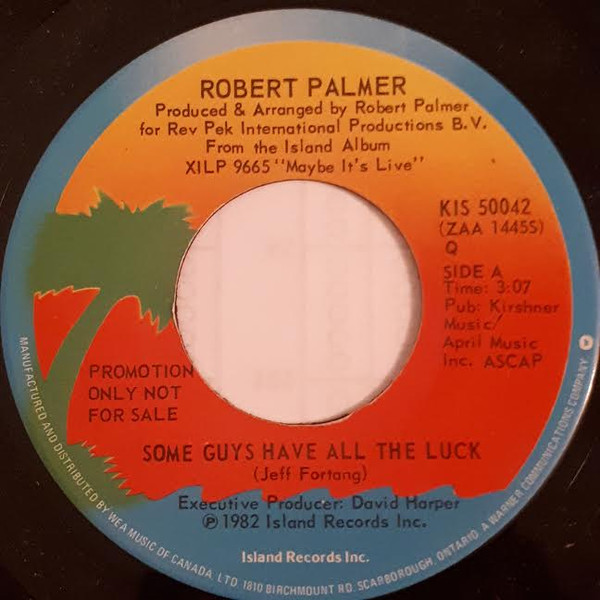 ROBERT PALMER
Produced & Arranged by Robert Palmer
for Rev Pek International Productions B.V.
From the Island Album
XILP 9665 "Maybe It's Live"
KIS 50042
(ZAA 1445S)
Q
SIDE A
Time: 3:07
Pub: Kirshner
Music/
April Music
Inc. ASCAP
PROMOTION
ONLY NOT
FOR SALE
SOME GUYS HAVE ALL THE LUCK
(Jeff Fortang)
Executive Producer: David Harper
℗ 1982 Island Records Inc.
Island Records Inc.
MANUFACTURED AND DISTRIBUTED BY WEA MUSIC OF CANADA, LTD. 1810 BIRCHMOUNT RD. SCARBOROUGH, ONTARIO. A WARNER COMMUNICATIONS COMPANY